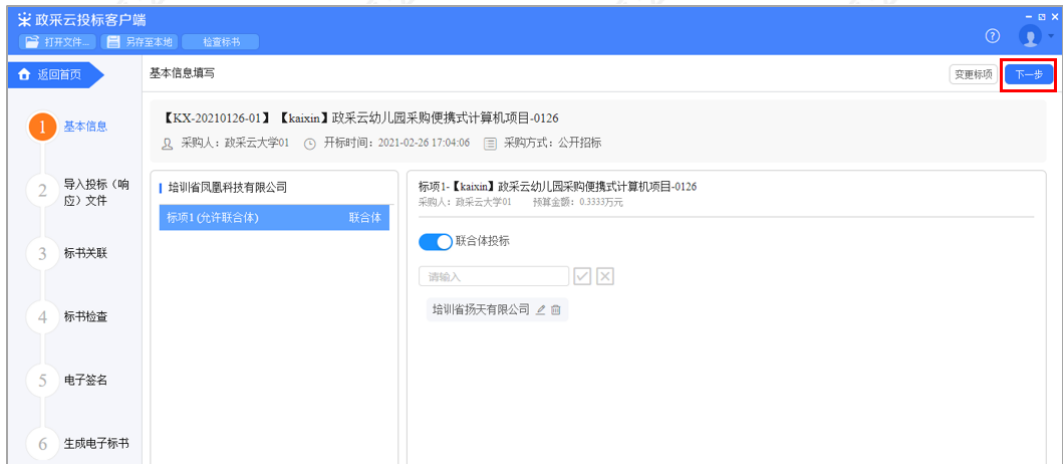 政采云投标客户端
打开文件... 另存至本地 检查标书
返回首页
基本信息填写
变更标项 下一步
1 基本信息
2 导入投标（响
应）文件
3 标书关联
4 标书检查
5 电子签名
6 生成电子标书
【KX-20210126-01】【kaixin】政采云幼儿园采购便携式计算机项目-0126
采购人：政采云大学01 开标时间：2021-02-26 17:04:06 采购方式：公开招标
培训省凤凰科技有限公司
标项1 (允许联合体) 联合体
标项1-【kaixin】政采云幼儿园采购便携式计算机项目-0126
采购人：政采云大学01 预算金额：0.3333万元
联合体投标
请输入
培训省扬天有限公司